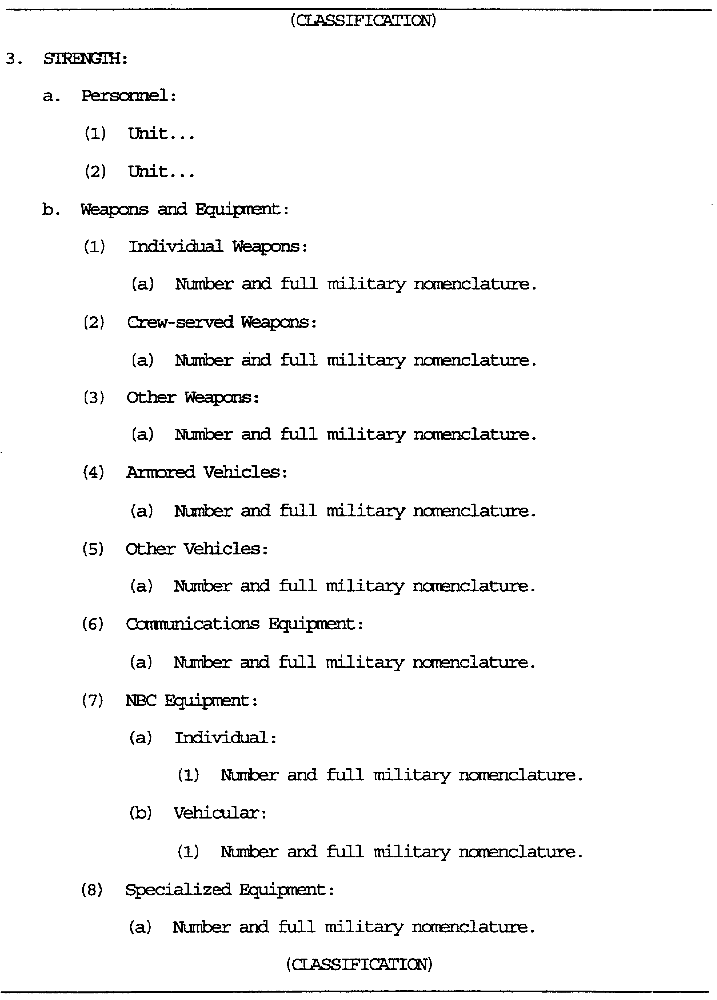 (CLASSIFICATION)
3. STRENGTH:
a. Personnel:
(1) Unit...
(2) Unit...
b. Weapons and Equipment:
(1) Individual Weapons:
(a) Number and full military nomenclature.
(2) Crew-served Weapons:
(a) Number and full military nomenclature.
(3) Other Weapons:
(a) Number and full military nomenclature.
(4) Armored Vehicles:
(a) Number and full military nomenclature.
(5) Other Vehicles:
(a) Number and full military nomenclature.
(6) Communications Equipment:
(a) Number and full military nomenclature.
(7) NBC Equipment:
(a) Individual:
(1) Number and full military nomenclature.
(b) Vehicular:
(1) Number and full military nomenclature.
(8) Specialized Equipment:
(a) Number and full military nomenclature.
(CLASSIFICATION)